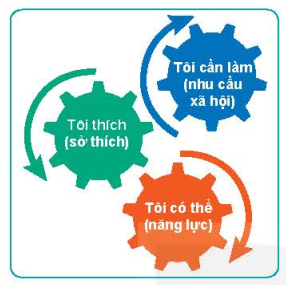 Tôi cần làm
(nhu cầu
xã hội)
Tôi thích
(sở thích)
Tôi có thể
(năng lực)